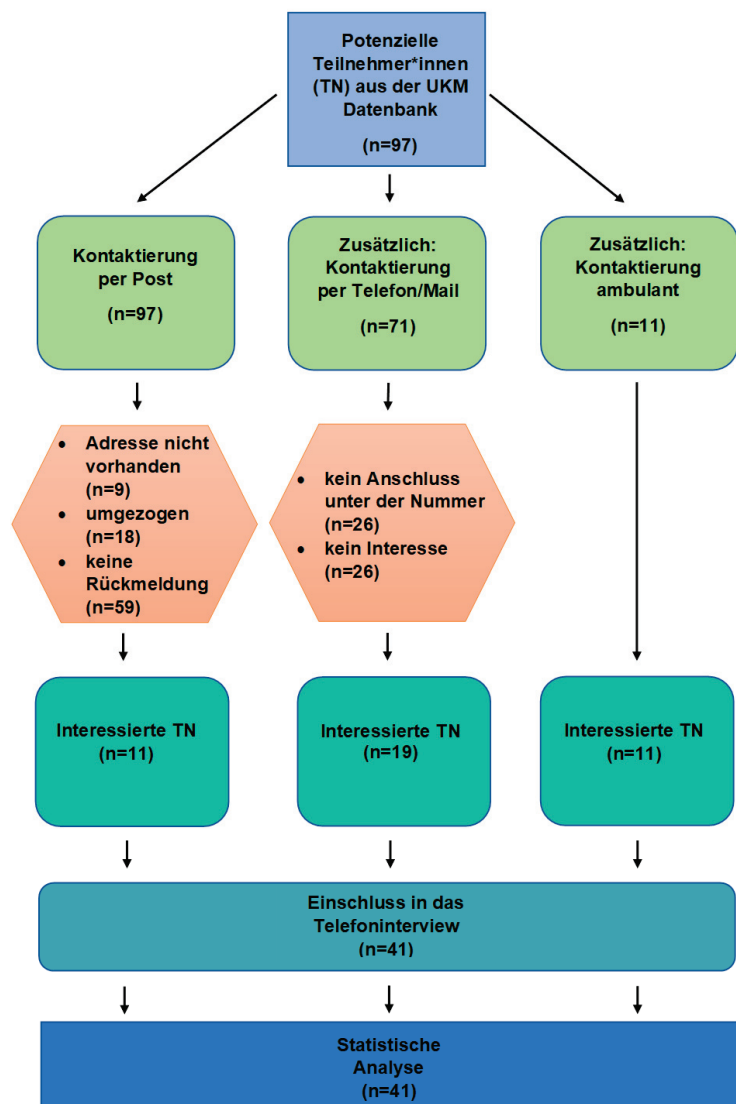 Potenzielle
Teilnehmer*innen
(TN) aus der UKM
Datenbank
(n=97)
Kontaktierung
per Post
(n=97)
Zusätzlich:
Kontaktierung
per Telefon/Mail
(n=71)
Zusätzlich:
Kontaktierung
ambulant
(n=11)
• Adresse nicht
vorhanden
(n=9)
• umgezogen
(n=18)
• keine
Rückmeldung
(n=59)
• kein Anschluss
unter der Nummer
(n=26)
• kein Interesse
(n=26)
Interessierte TN
(n=11)
Interessierte TN
(n=19)
Interessierte TN
(n=11)
Einschluss in das
Telefoninterview
(n=41)
Statistische
Analyse
(n=41)